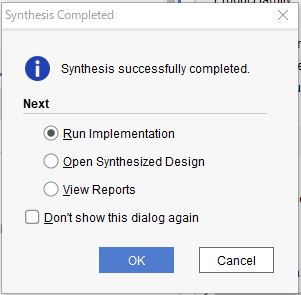 Synthesis Completed
Synthesis successfully completed.
Next
Run Implementation
Open Synthesized Design
View Reports
Don't show this dialog again
OK
Cancel